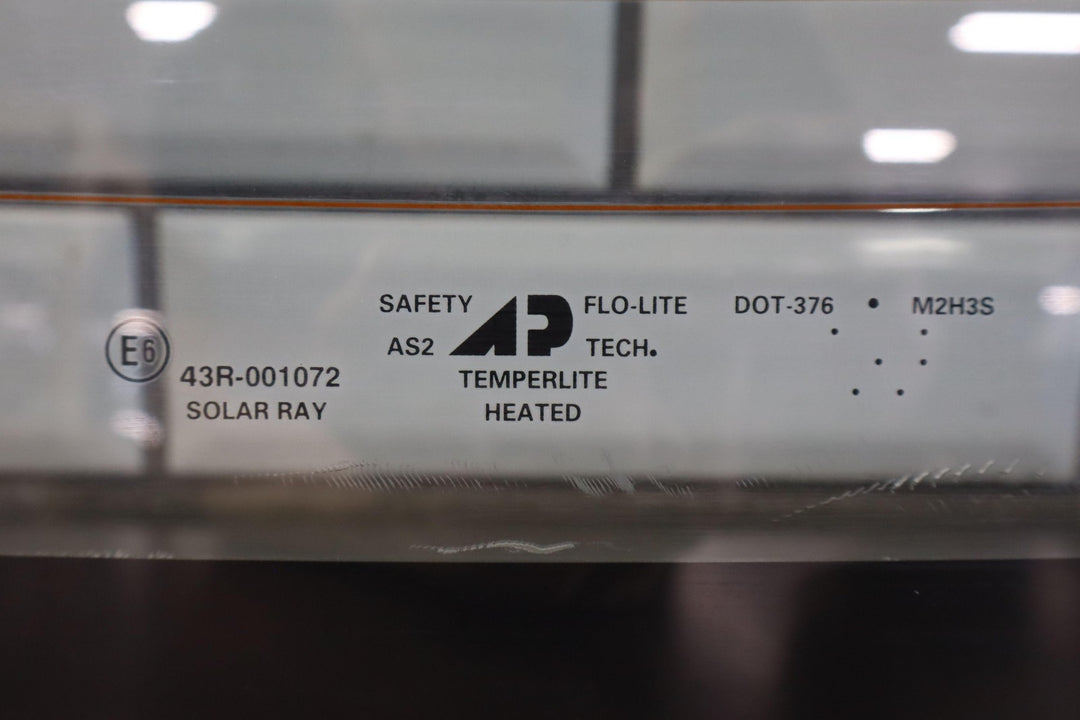 SAFETY AP FLO-LITE DOT-376 M2H3S
AS2 TECH.
E6
43R-001072 TEMPERLITE
SOLAR RAY HEATED